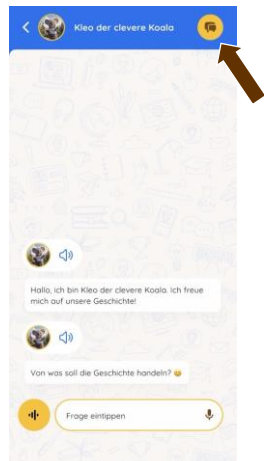 Kleo der clevere Koala
Hallo, ich bin Kleo der clevere Koala. Ich freue
mich auf unsere Geschichte!
Von was soll die Geschichte handeln? 😊
Frage eintippen